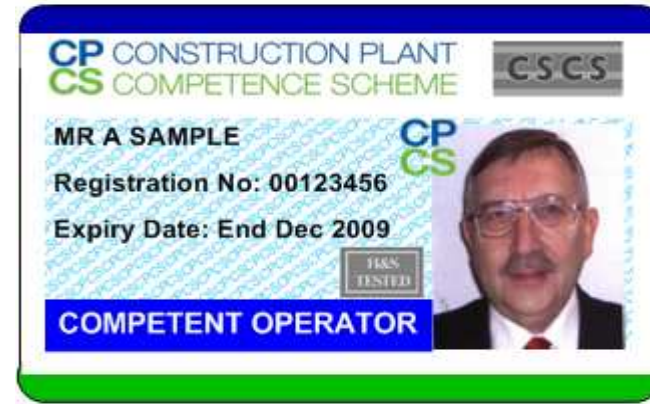 CP CONSTRUCTION PLANT
CS COMPETENCE SCHEME
CSCS
MR A SAMPLE
CP
CS
Registration No: 00123456
Expiry Date: End Dec 2009
H&S
TESTED
COMPETENT OPERATOR